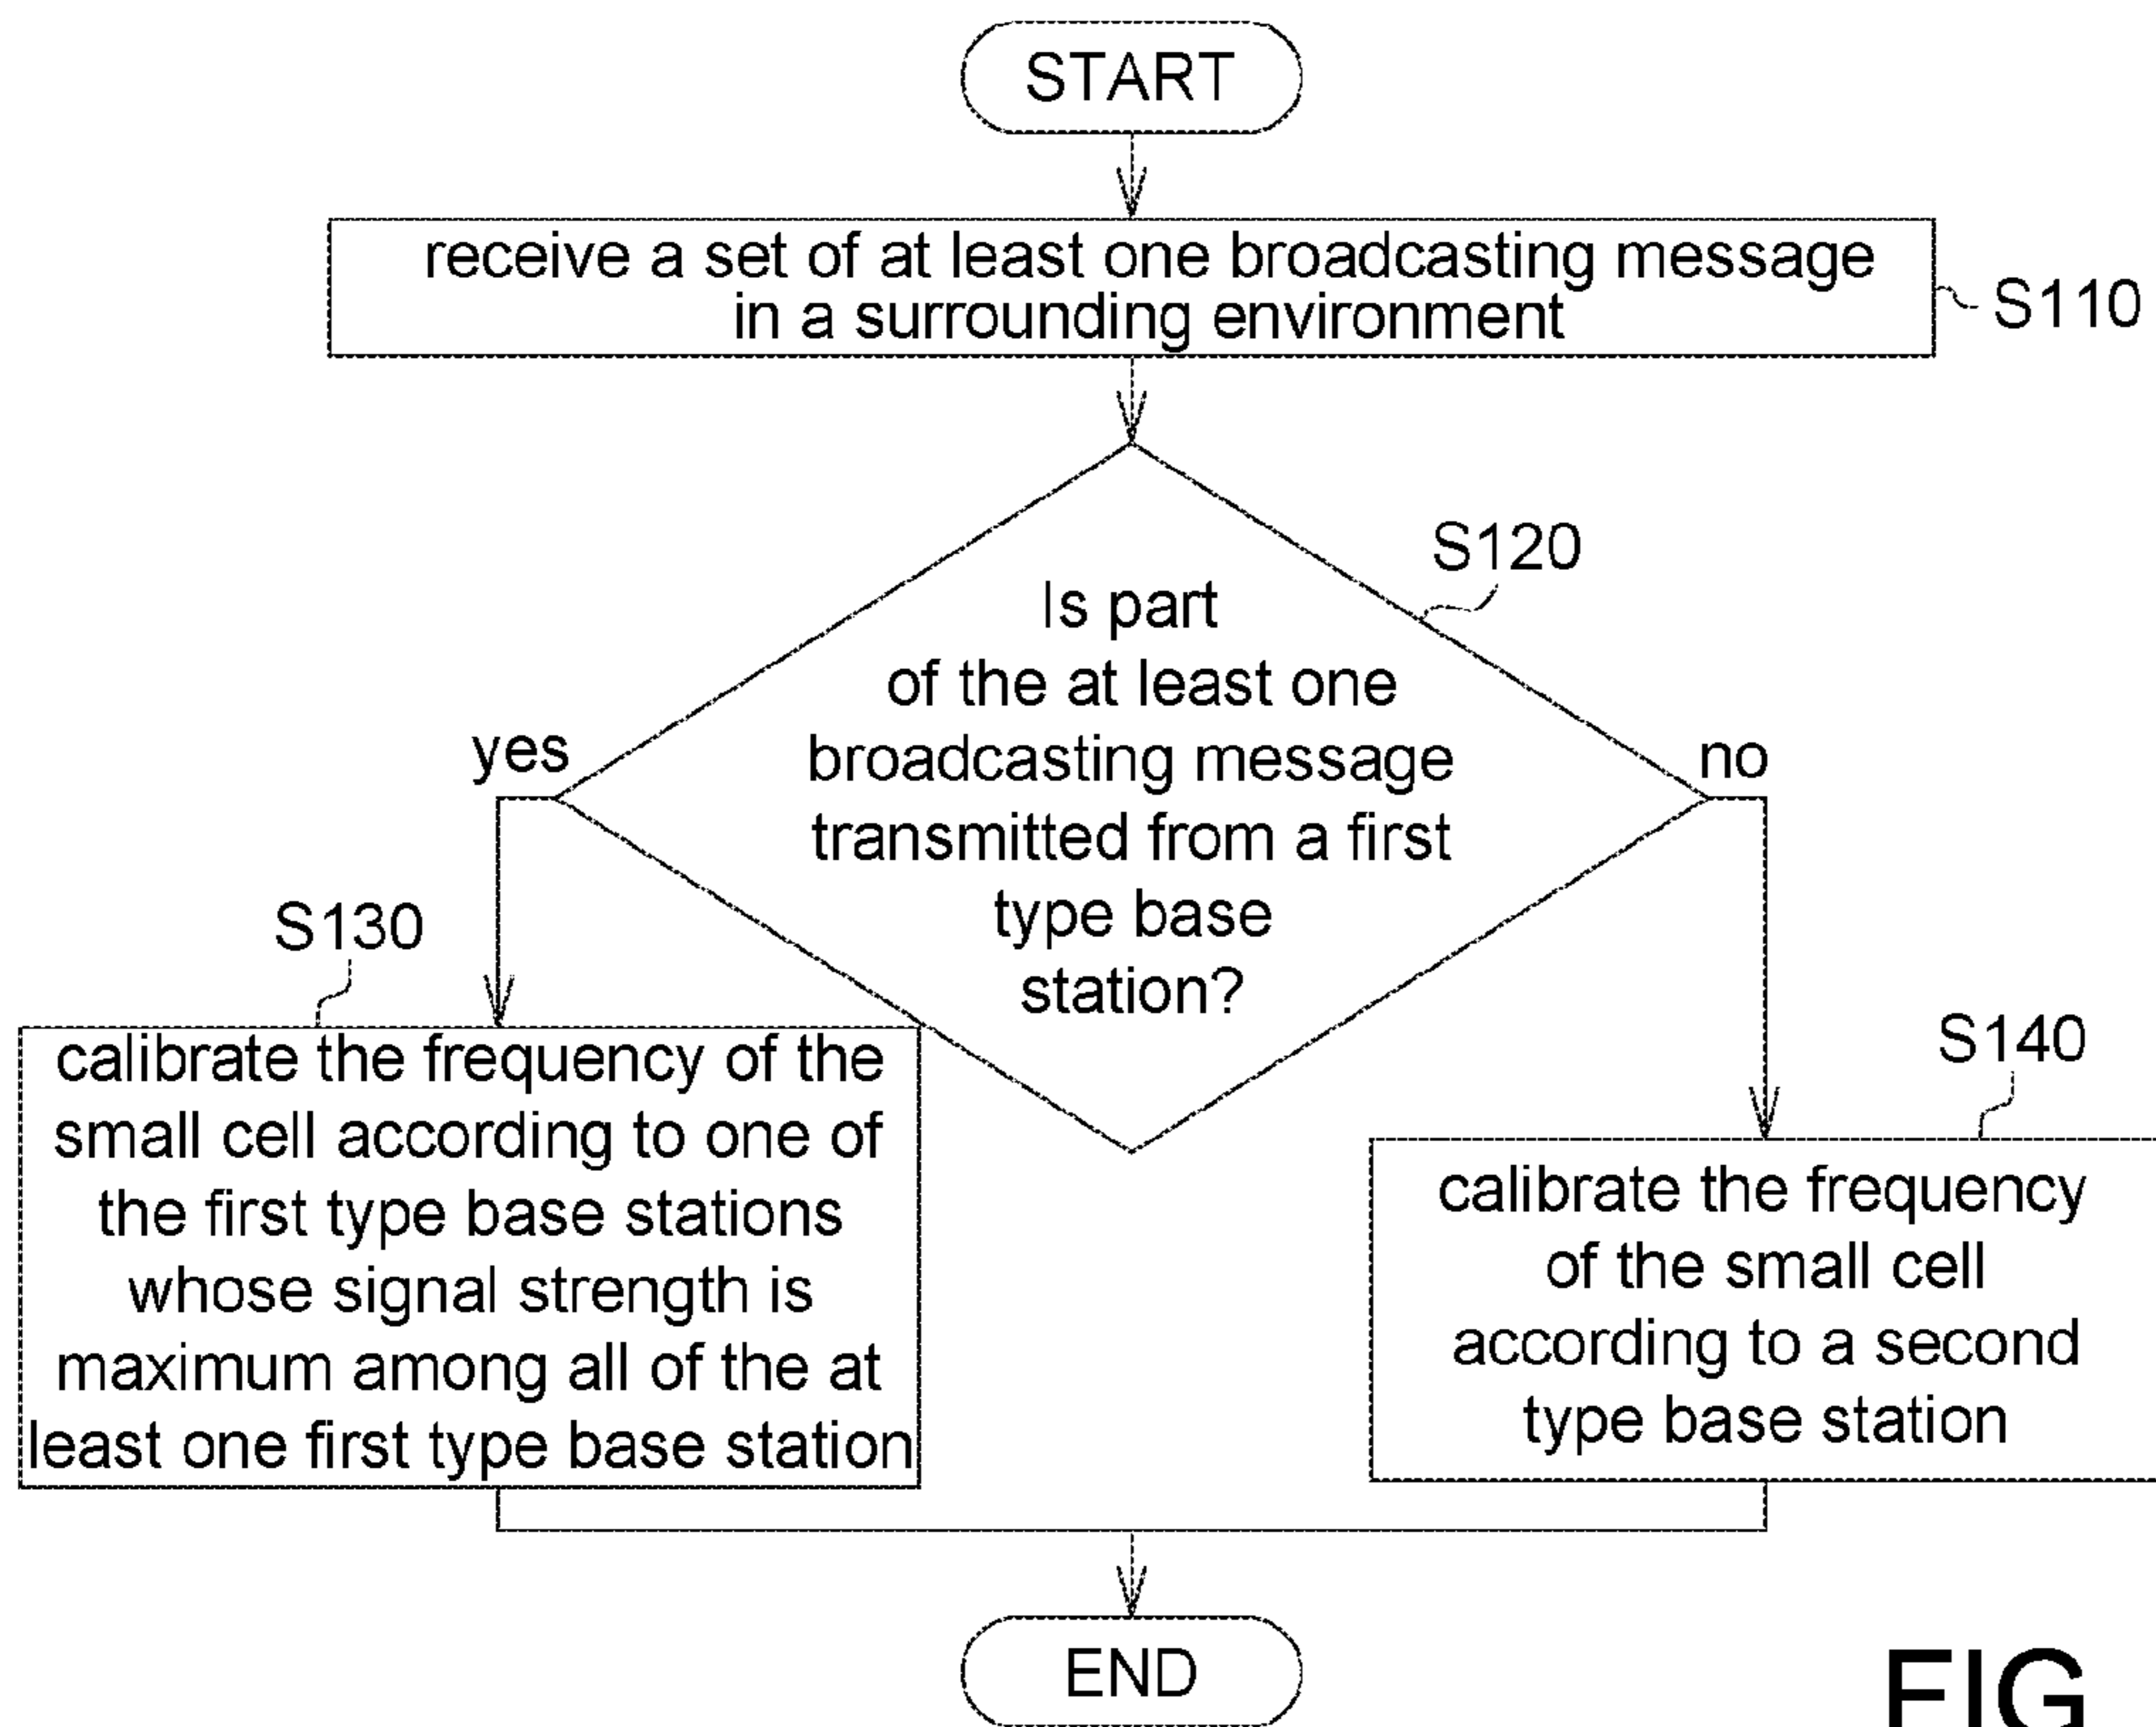 START
receive a set of at least one broadcasting message
in a surrounding environment
S110
S120
Is part
of the at least one
broadcasting message
transmitted from a first
type base
station?
yes
no
S130
calibrate the frequency of the
small cell according to one of
the first type base stations
whose signal strength is
maximum among all of the at
least one first type base station
S140
calibrate the frequency
of the small cell
according to a second
type base station
END
FIG